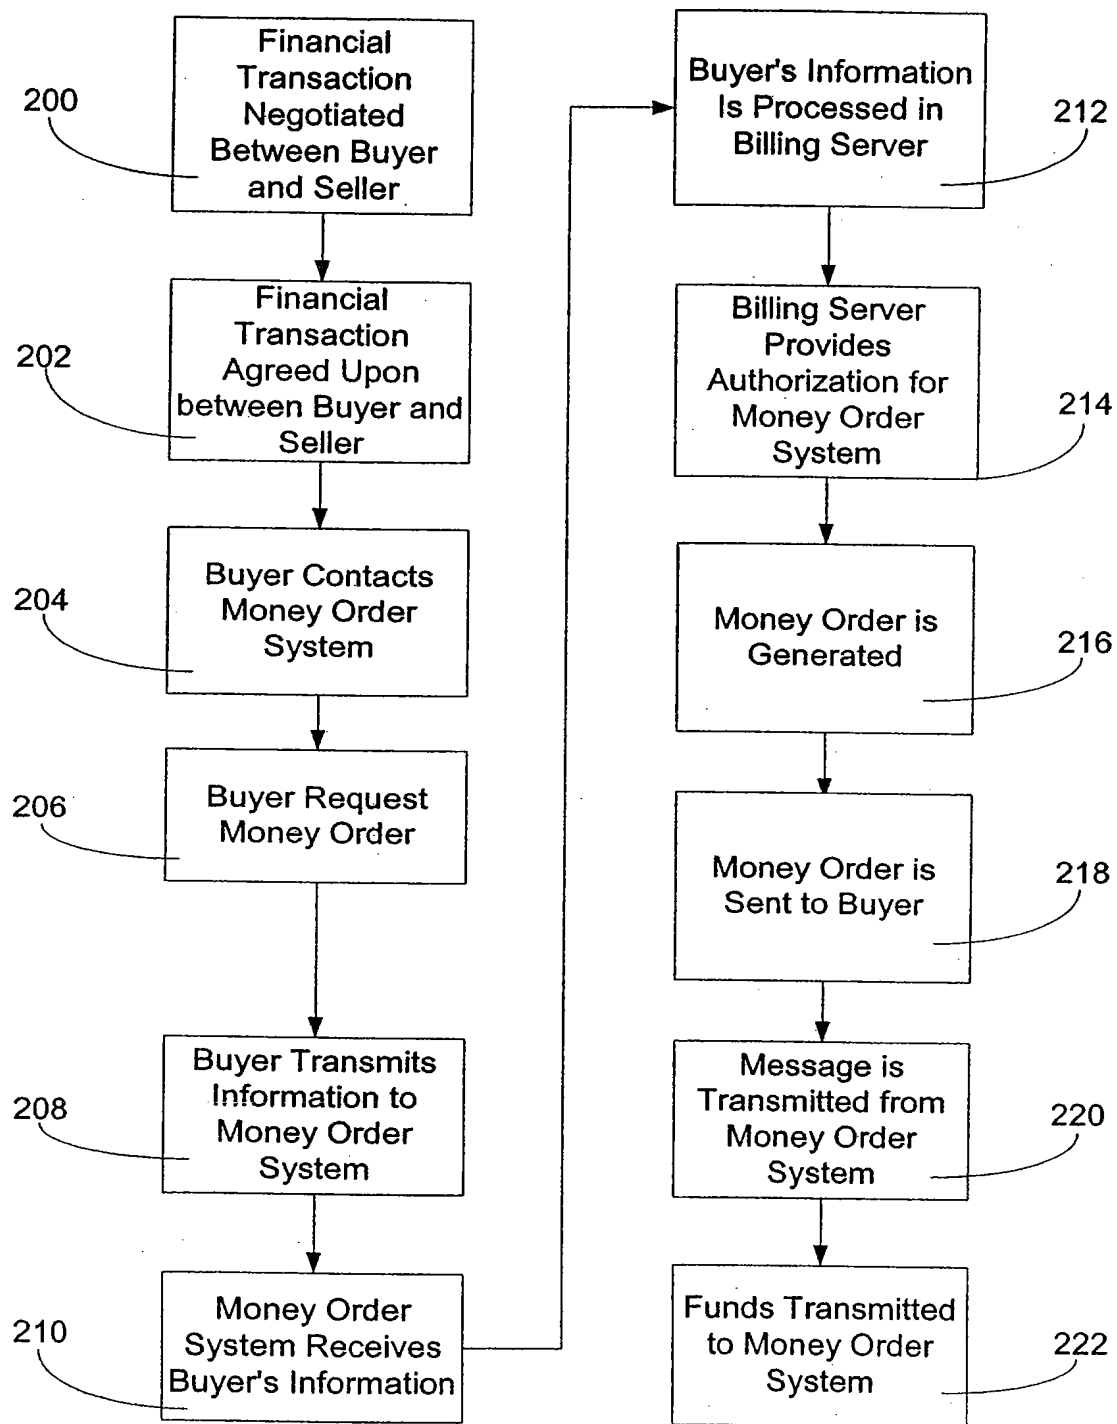 200
Financial
Transaction
Negotiated
Between Buyer
and Seller
202
Financial
Transaction
Agreed Upon
between Buyer and
Seller
204
Buyer Contacts
Money Order
System
206
Buyer Request
Money Order
208
Buyer Transmits
Information to
Money Order
System
210
Money Order
System Receives
Buyer's Information
Buyer's Information
Is Processed in
Billing Server
212
Billing Server
Provides
Authorization for
Money Order
System
214
Money Order is
Generated
216
Money Order is
Sent to Buyer
218
Message is
Transmitted from
Money Order
System
220
Funds Transmitted
to Money Order
System
222